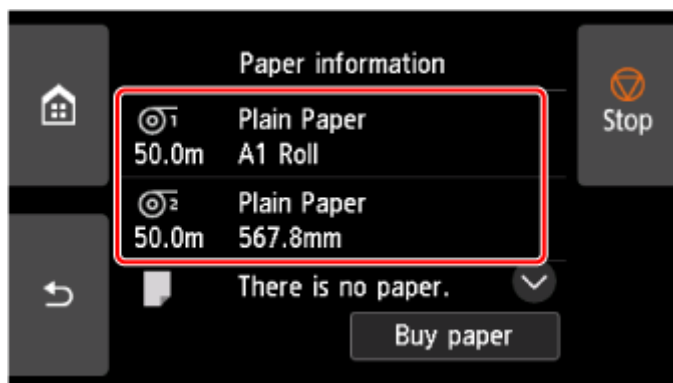 Paper information
Stop
1 Plain Paper
50.0m A1 Roll
2 Plain Paper
50.0m 567.8mm
There is no paper.
Buy paper